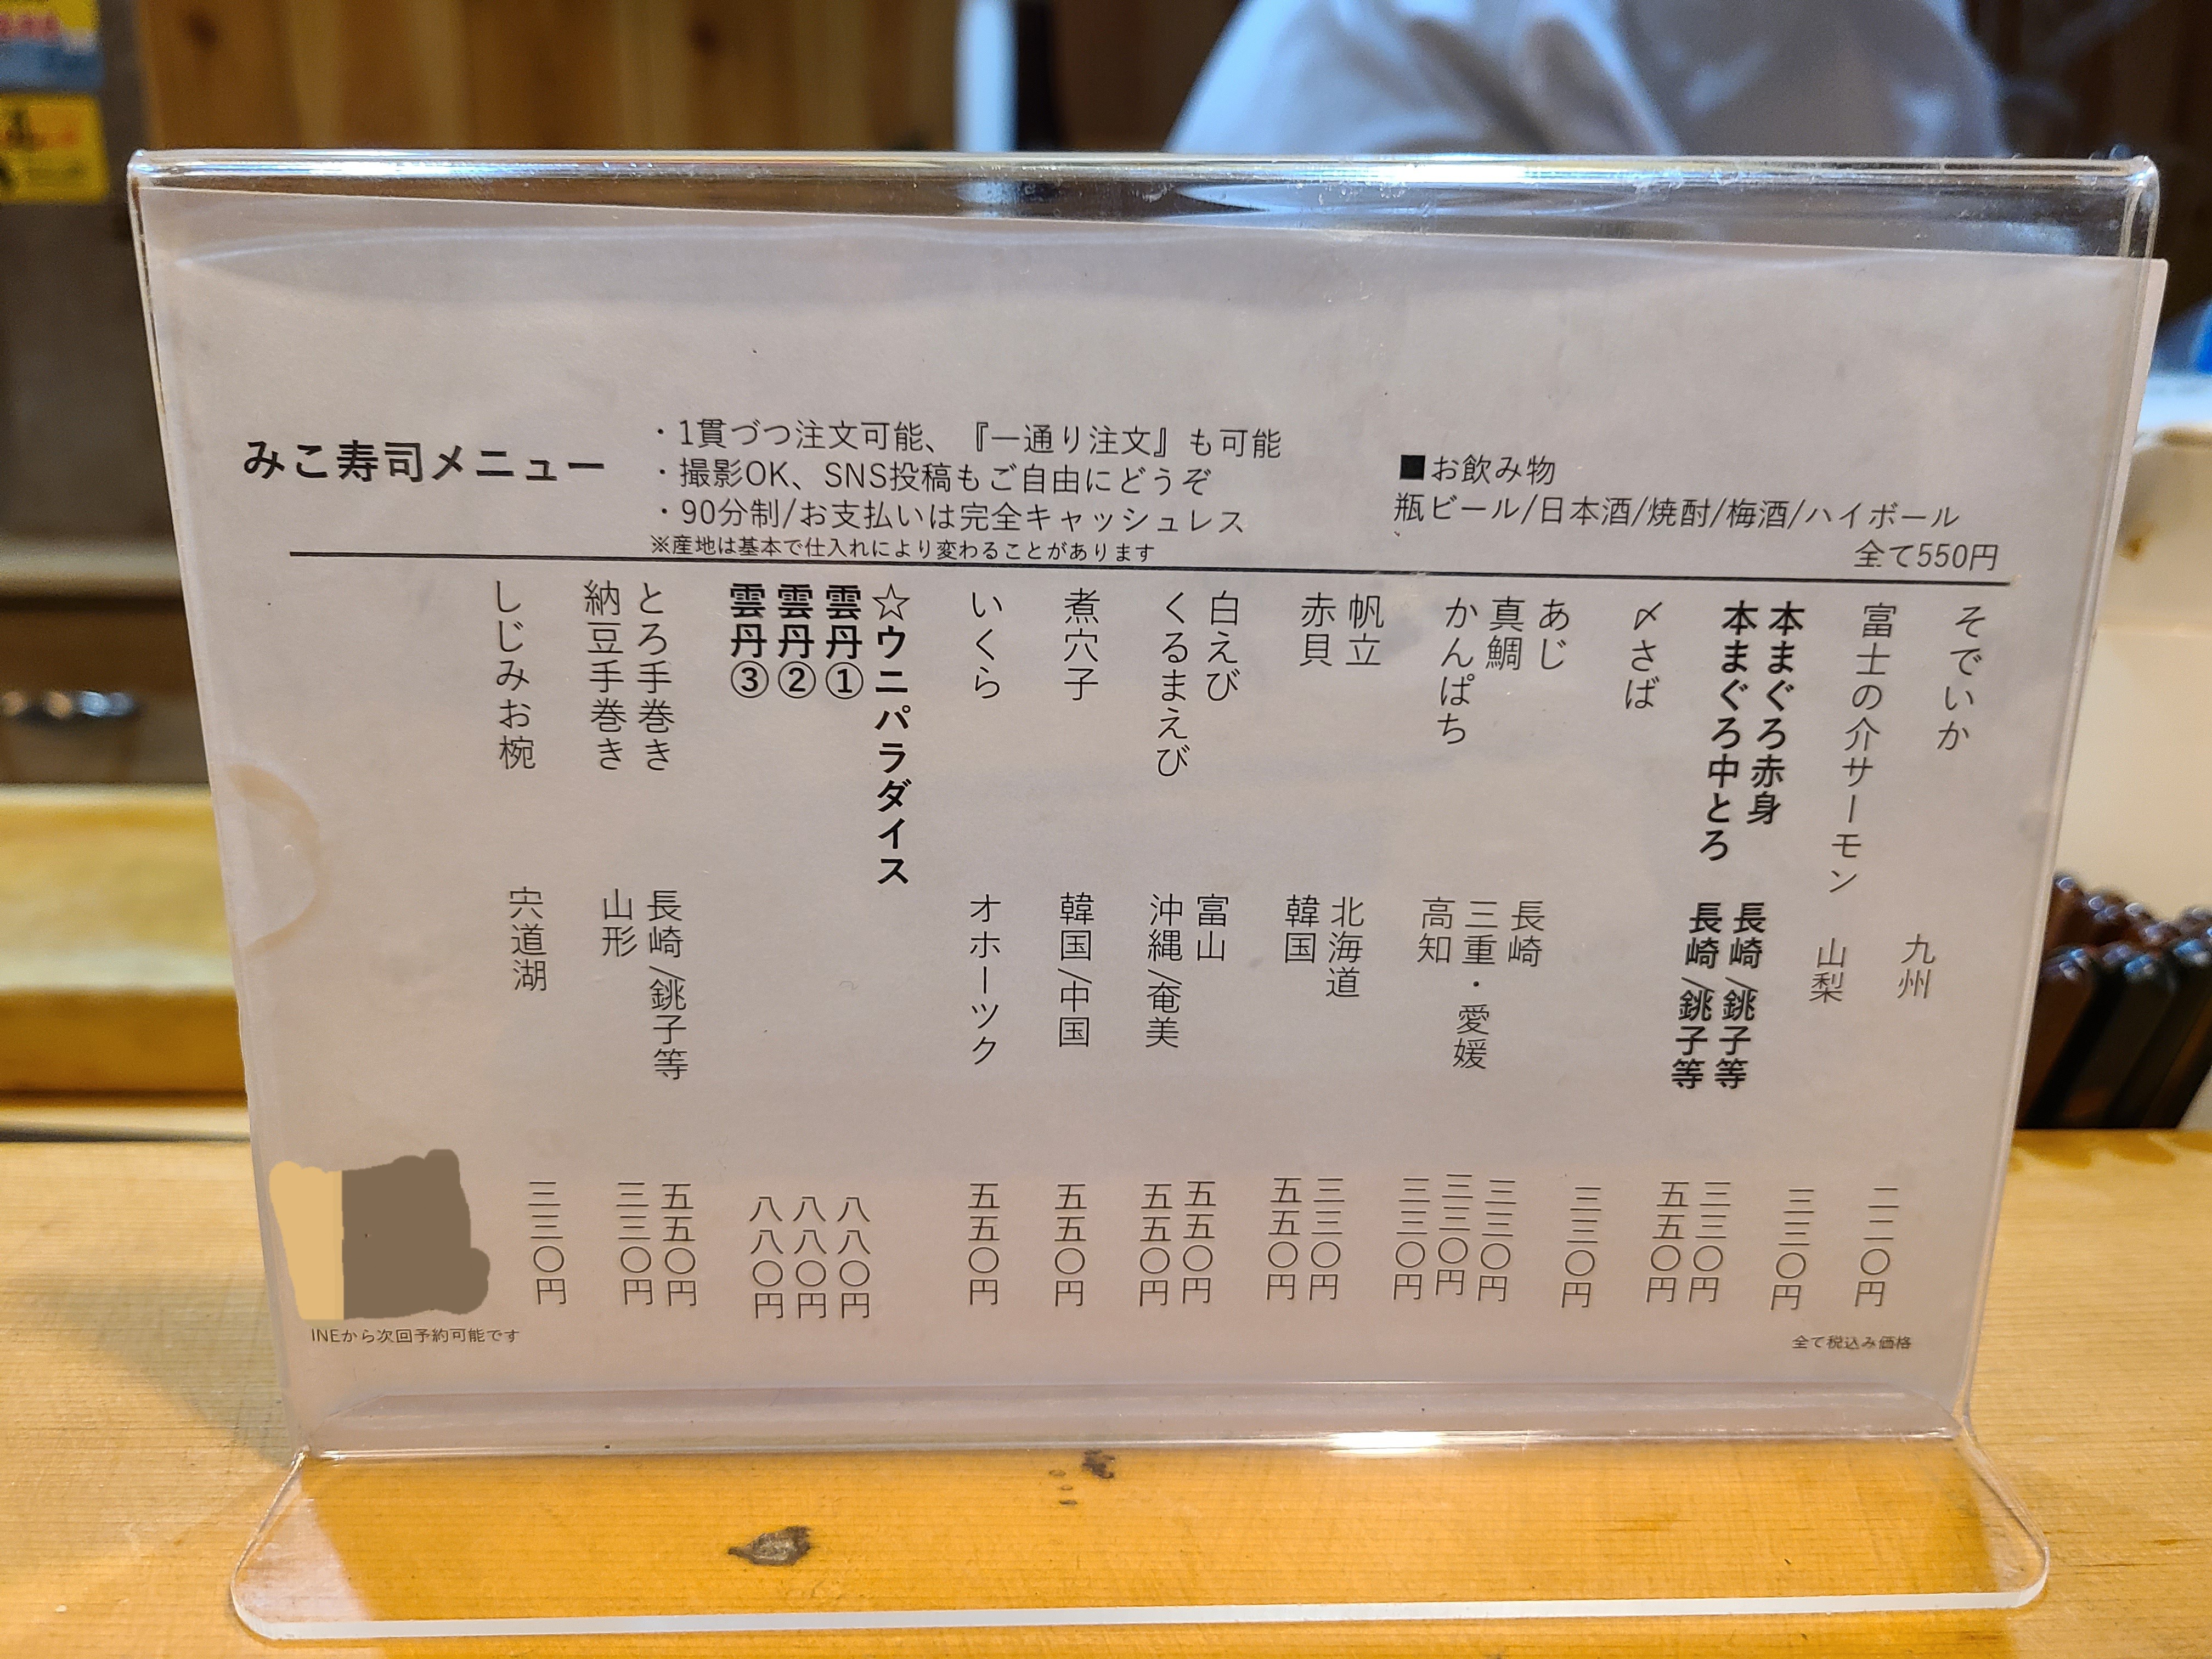 みこ寿司メニュー
・1貫づつ注文可能、『一通り注文』も可能
・撮影OK、SNS投稿もご自由にどうぞ
・90分制/お支払いは完全キャッシュレス
※産地は基本で仕入れにより変わることがあります
■お飲み物
瓶ビール/日本酒/焼酎/梅酒/ハイボール
全て550円
そでいか 九州 二二〇円
富士の介サーモン 山梨 三三〇円
本まぐろ赤身 長崎/銚子等 三三〇円
本まぐろ中とろ 長崎/銚子等 五五〇円
〆さば 三三〇円
あじ 長崎 三三〇円
真鯛 三重・愛媛 三三〇円
かんぱち 高知 三三〇円
帆立 北海道 三三〇円
赤貝 韓国 五五〇円
白えび 富山 五五〇円
くるまえび 沖縄/奄美 五五〇円
煮穴子 韓国/中国 五五〇円
いくら オホーツク 五五〇円
☆ウニパラダイス
雲丹① 八八〇円
雲丹② 八八〇円
雲丹③ 八八〇円
とろ手巻き 長崎/銚子等 五五〇円
納豆手巻き 山形 三三〇円
しじみお椀 宍道湖 三三〇円
INEから次回予約可能です
全て税込み価格